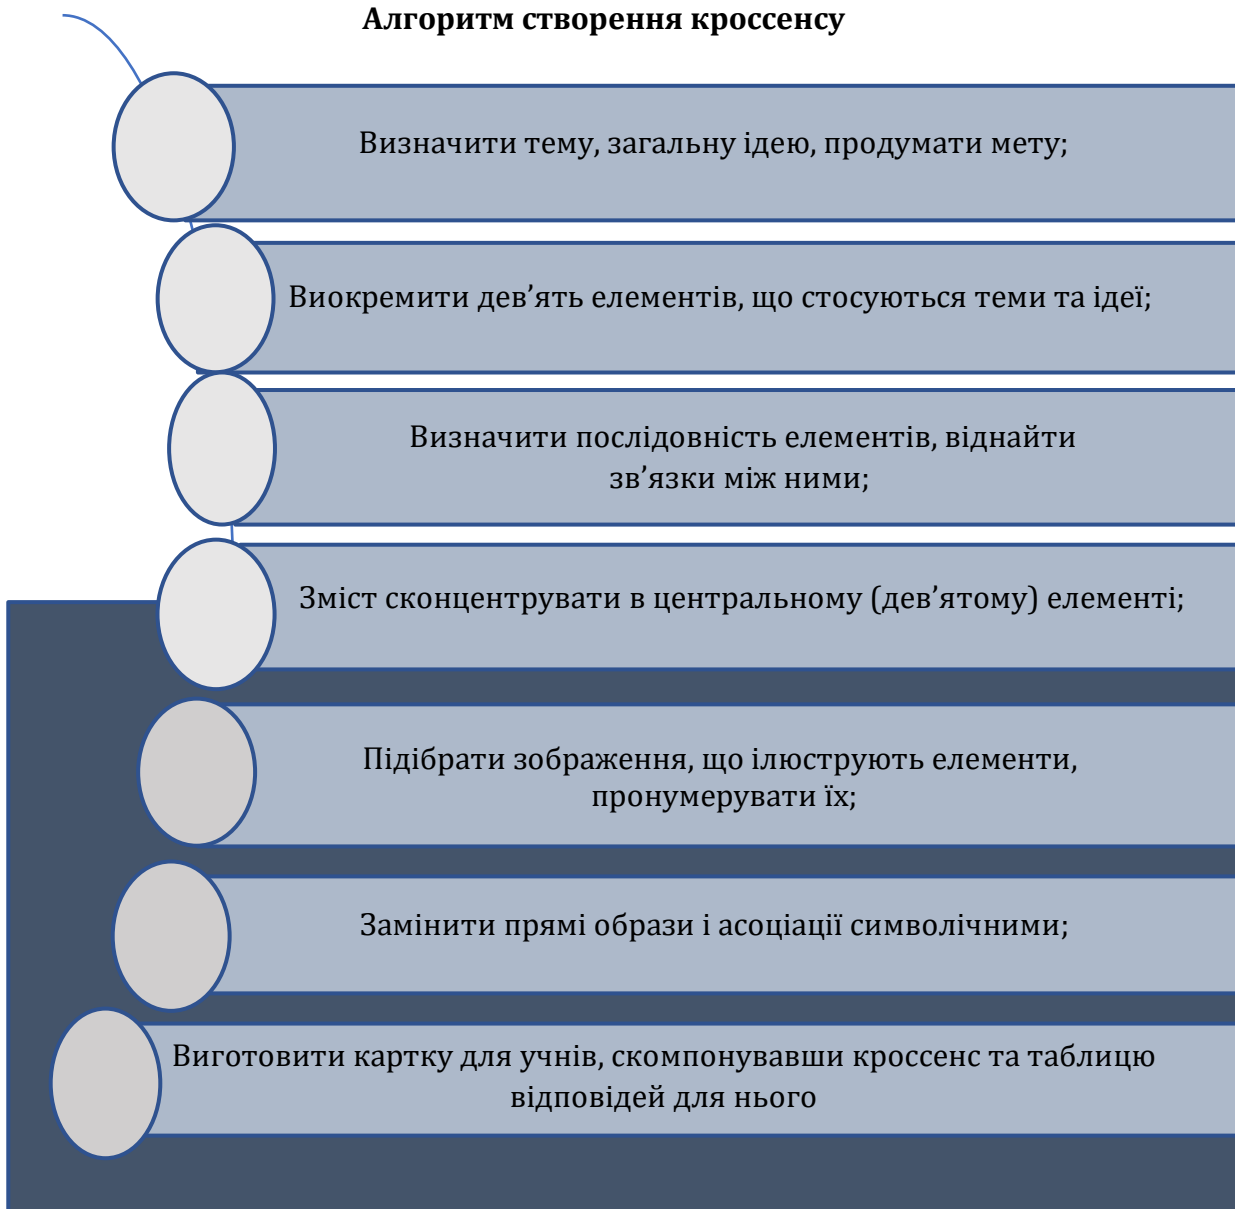 Алгоритм створення кроссенсу
Визначити тему, загальну ідею, продумати мету;
Виокремити дев’ять елементів, що стосуються теми та ідеї;
Визначити послідовність елементів, віднайти
зв’язки між ними;
Зміст сконцентрувати в центральному (дев’ятому) елементі;
Підібрати зображення, що ілюструють елементи,
пронумерувати їх;
Замінити прямі образи і асоціації символічними;
Виготовити картку для учнів, скомпонувавши кроссенс та таблицю
відповідей для нього